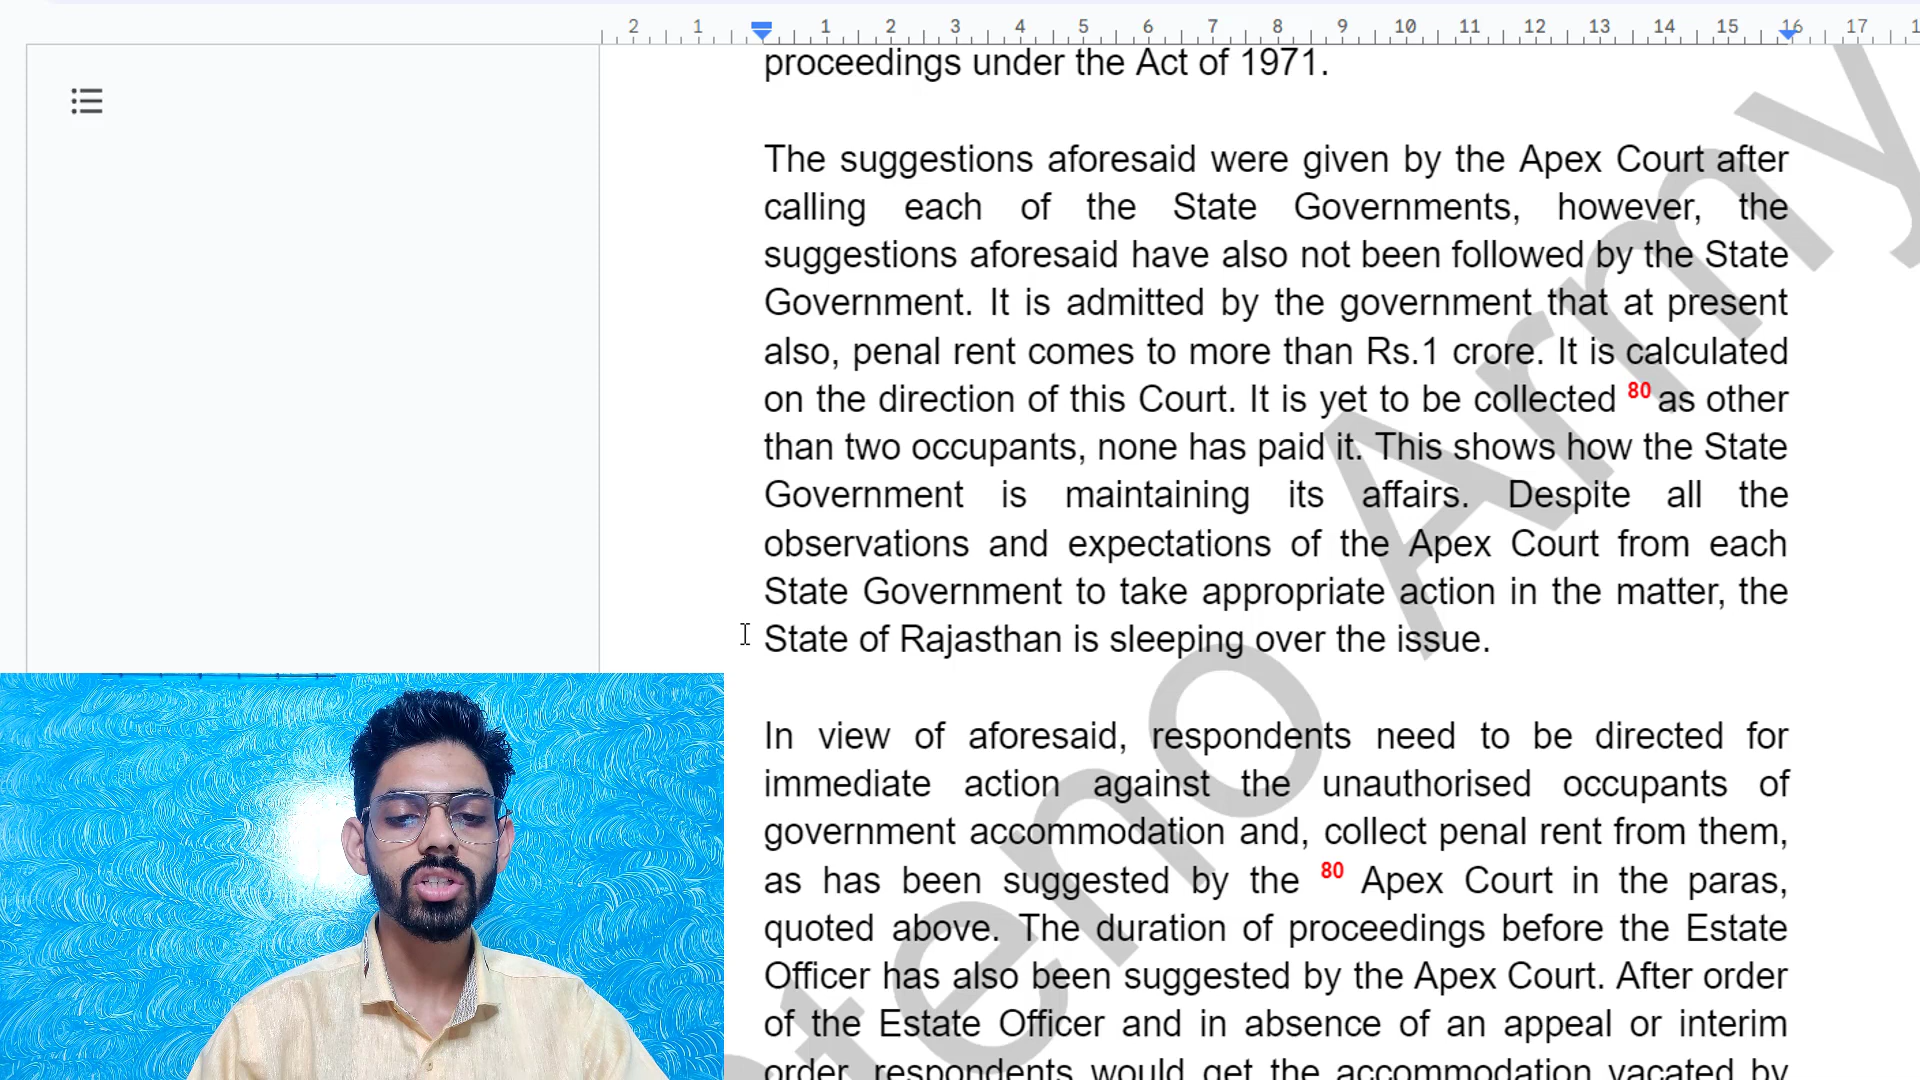 2 1 1 2 3 4 5 6 7 8 9 10 11 12 13 14 15 16 17
proceedings under the Act of 1971.
The suggestions aforesaid were given by the Apex Court after
calling each of the State Governments, however, the
suggestions aforesaid have also not been followed by the State
Government. It is admitted by the government that at present
also, penal rent comes to more than Rs.1 crore. It is calculated
on the direction of this Court. It is yet to be collected 80 as other
than two occupants, none has paid it. This shows how the State
Government is maintaining its affairs. Despite all the
observations and expectations of the Apex Court from each
State Government to take appropriate action in the matter, the
State of Rajasthan is sleeping over the issue.
In view of aforesaid, respondents need to be directed for
immediate action against the unauthorised occupants of
government accommodation and, collect penal rent from them,
as has been suggested by the 80 Apex Court in the paras,
quoted above. The duration of proceedings before the Estate
Officer has also been suggested by the Apex Court. After order
of the Estate Officer and in absence of an appeal or interim
order, respondents would get the accommodation vacated by
teno Army